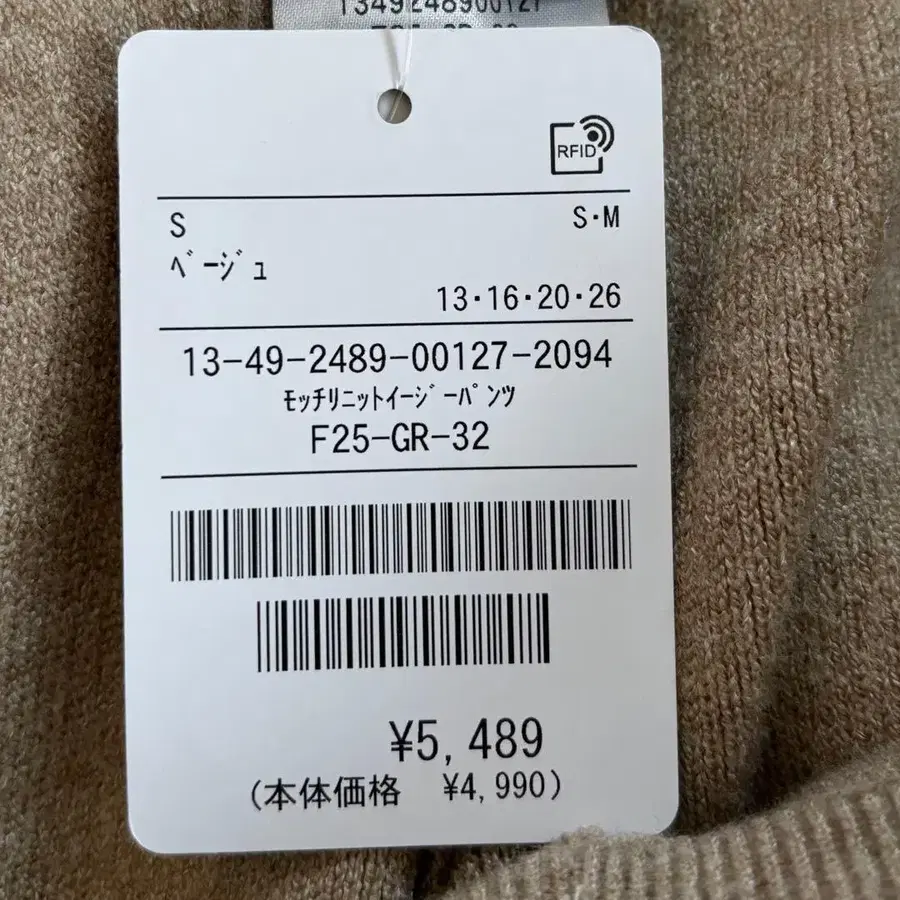 1349248900127
RFID
S S・M
ﾍﾞｰｼﾞｭ
13・16・20・26
13-49-2489-00127-2094
ﾓｯﾁﾘﾆｯﾄｲｰｼﾞｰﾊﾟﾝﾂ
F25-GR-32
¥5,489
(本体価格 ¥4,990)